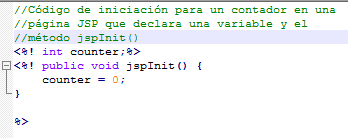 //Código de iniciación para un contador en una
//página JSP que declara una variable y el
//método jspInit()
<%! int counter;%>
<%! public void jspInit() {
counter = 0;
}
%>